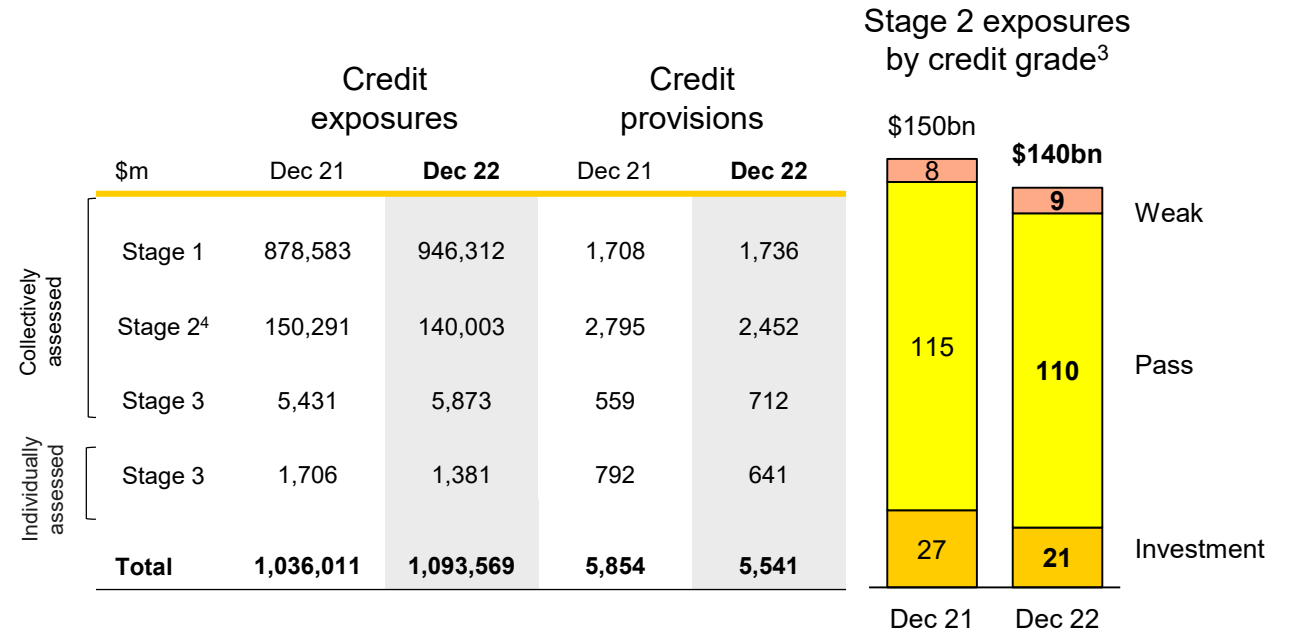 Stage 2 exposures
by credit grade3
Credit
exposures
Credit
provisions
$m Dec 21 Dec 22 Dec 21 Dec 22
Collectively
assessed
Stage 1 878,583 946,312 1,708 1,736
Stage 24 150,291 140,003 2,795 2,452
Stage 3 5,431 5,873 559 712
Individually
assessed
Stage 3 1,706 1,381 792 641
Total 1,036,011 1,093,569 5,854 5,541
$150bn
$140bn
8
9
Weak
115
110
Pass
27
21
Investment
Dec 21 Dec 22